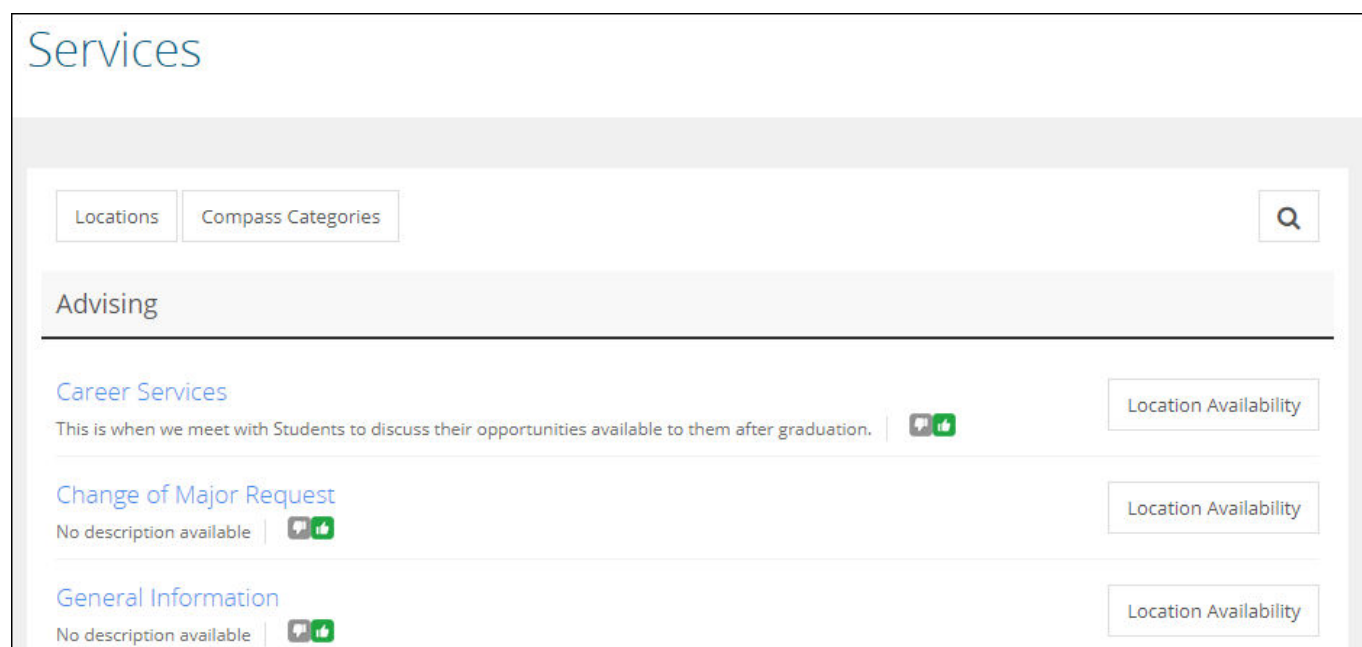 Services
Locations
Compass Categories
Advising
Career Services
Location Availability
This is when we meet with Students to discuss their opportunities available to them after graduation.
Change of Major Request
Location Availability
No description available
General Information
Location Availability
No description available